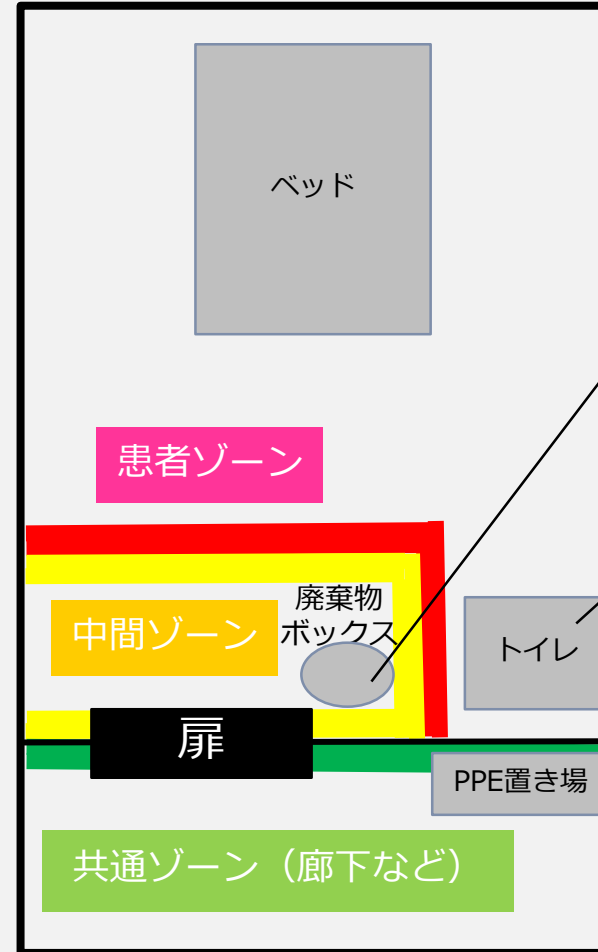 ベッド
患者ゾーン
廃棄物
ボックス
中間ゾーン
トイレ
扉
PPE置き場
共通ゾーン（廊下など）